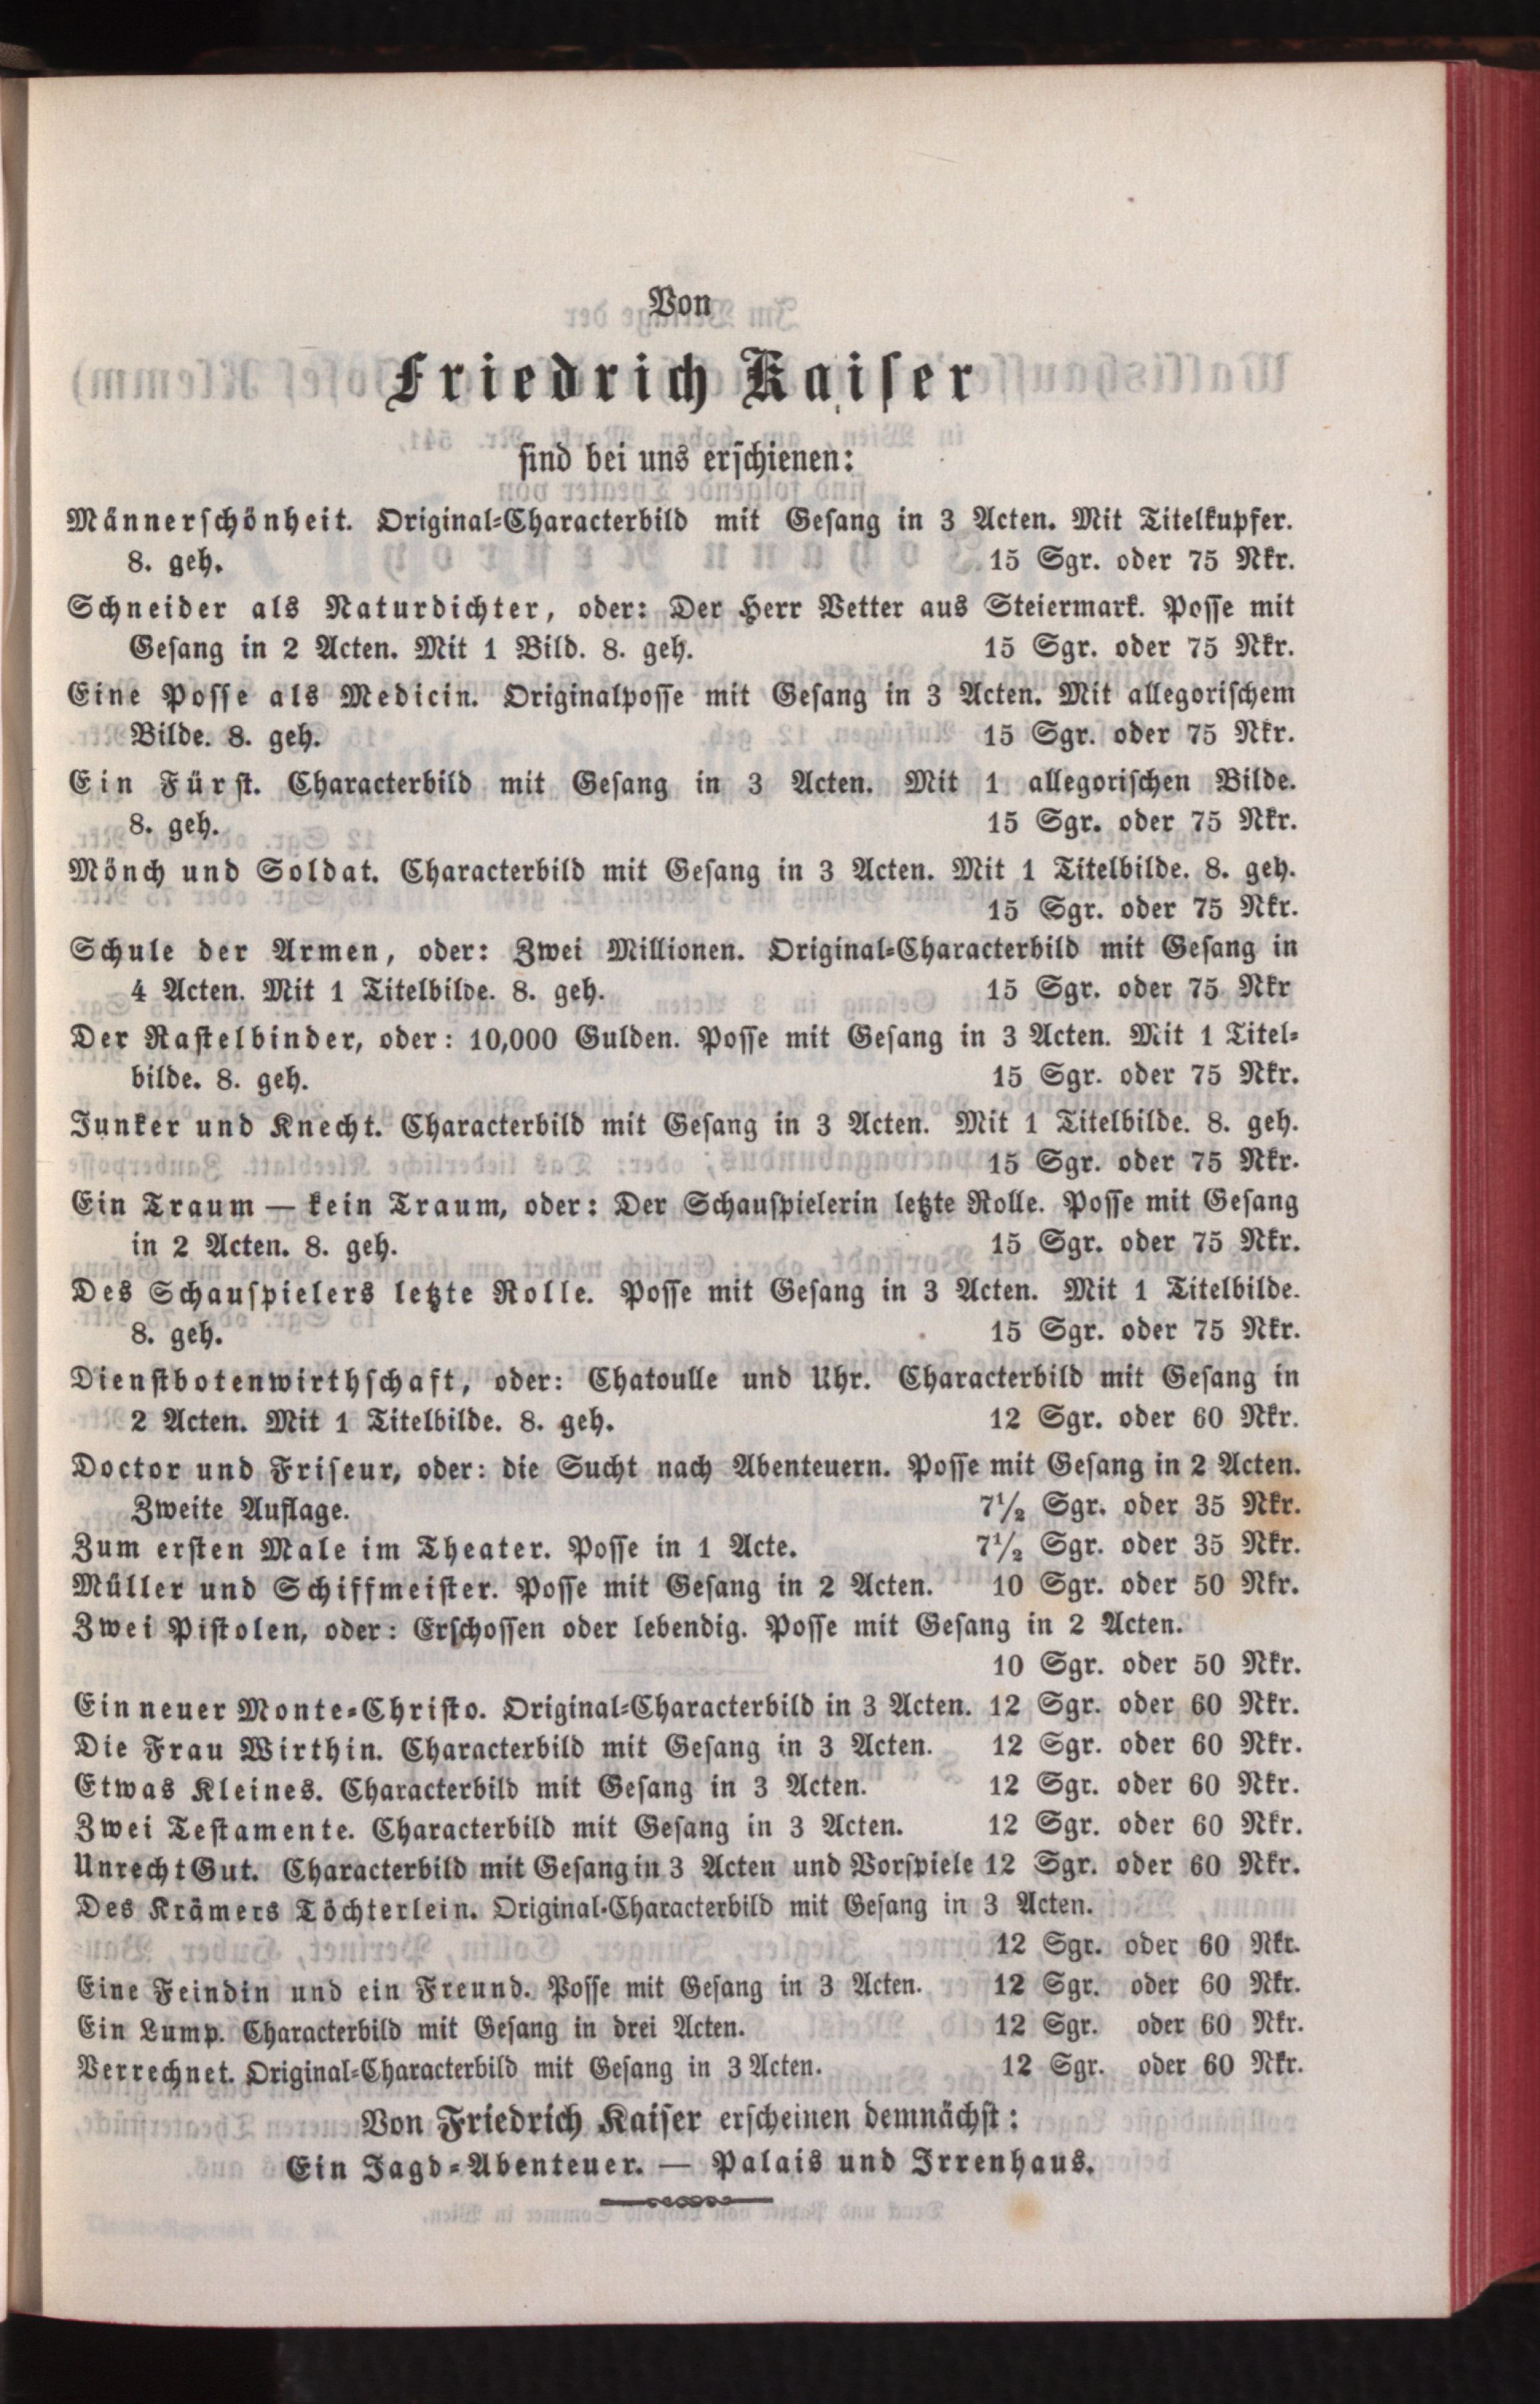 Von
Friedrich Kaiser
sind bei uns erschienen:
Männerschönheit. Original-Characterbild mit Gesang in 3 Acten. Mit Titelkupfer.
8. geh. 15 Sgr. oder 75 Nkr.
Schneider als Naturdichter, oder: Der Herr Vetter aus Steiermark. Posse mit
Gesang in 2 Acten. Mit 1 Bild. 8. geh. 15 Sgr. oder 75 Nkr.
Eine Posse als Medicin. Originalposse mit Gesang in 3 Acten. Mit allegorischem
Bilde. 8. geh. 15 Sgr. oder 75 Nkr.
Ein Fürst. Characterbild mit Gesang in 3 Acten. Mit 1 allegorischen Bilde.
8. geh. 15 Sgr. oder 75 Nkr.
Mönch und Soldat. Characterbild mit Gesang in 3 Acten. Mit 1 Titelbilde. 8. geh.
15 Sgr. oder 75 Nkr.
Schule der Armen, oder: Zwei Millionen. Original-Characterbild mit Gesang in
4 Acten. Mit 1 Titelbilde. 8. geh. 15 Sgr. oder 75 Nkr
Der Rastelbinder, oder: 10,000 Gulden. Posse mit Gesang in 3 Acten. Mit 1 Titel-
bilde. 8. geh. 15 Sgr. oder 75 Nkr.
Junker und Knecht. Characterbild mit Gesang in 3 Acten. Mit 1 Titelbilde. 8. geh.
15 Sgr. oder 75 Nkr.
Ein Traum — kein Traum, oder: Der Schauspielerin letzte Rolle. Posse mit Gesang
in 2 Acten. 8. geh. 15 Sgr. oder 75 Nkr.
Des Schauspielers letzte Rolle. Posse mit Gesang in 3 Acten. Mit 1 Titelbilde.
8. geh. 15 Sgr. oder 75 Nkr.
Dienstbotenwirthschaft, oder: Chatoulle und Uhr. Characterbild mit Gesang in
2 Acten. Mit 1 Titelbilde. 8. geh. 12 Sgr. oder 60 Nkr.
Doctor und Friseur, oder: die Sucht nach Abenteuern. Posse mit Gesang in 2 Acten.
Zweite Auflage. 7½ Sgr. oder 35 Nkr.
Zum ersten Male im Theater. Posse in 1 Acte. 7½ Sgr. oder 35 Nkr.
Müller und Schiffmeister. Posse mit Gesang in 2 Acten. 10 Sgr. oder 50 Nkr.
Zwei Pistolen, oder: Erschossen oder lebendig. Posse mit Gesang in 2 Acten.
10 Sgr. oder 50 Nkr.
Ein neuer Monte-Christo. Original-Characterbild in 3 Acten. 12 Sgr. oder 60 Nkr.
Die Frau Wirthin. Characterbild mit Gesang in 3 Acten. 12 Sgr. oder 60 Nkr.
Etwas Kleines. Characterbild mit Gesang in 3 Acten. 12 Sgr. oder 60 Nkr.
Zwei Testamente. Characterbild mit Gesang in 3 Acten. 12 Sgr. oder 60 Nkr.
Unrecht Gut. Characterbild mit Gesang in 3 Acten und Vorspiele 12 Sgr. oder 60 Nkr.
Des Krämers Töchterlein. Original-Characterbild mit Gesang in 3 Acten.
12 Sgr. oder 60 Nkr.
Eine Feindin und ein Freund. Posse mit Gesang in 3 Acten. 12 Sgr. oder 60 Nkr.
Ein Lump. Characterbild mit Gesang in drei Acten. 12 Sgr. oder 60 Nkr.
Verrechnet. Original-Characterbild mit Gesang in 3 Acten. 12 Sgr. oder 60 Nkr.
Von Friedrich Kaiser erscheinen demnächst:
Ein Jagd-Abenteuer. — Palais und Irrenhaus.